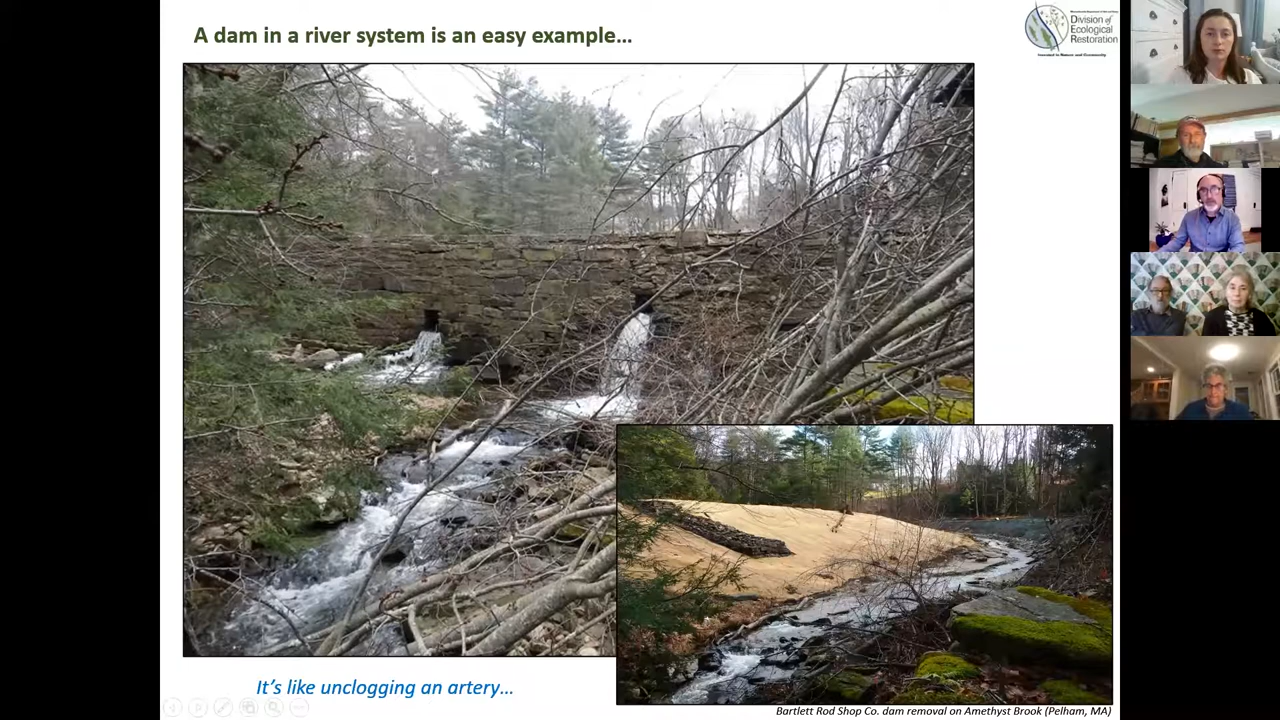 A dam in a river system is an easy example…
Division of
Ecological
Restoration
It's like unclogging an artery…
Bartlett Rod Shop Co. dam removal on Amethyst Brook (Pelham, MA)